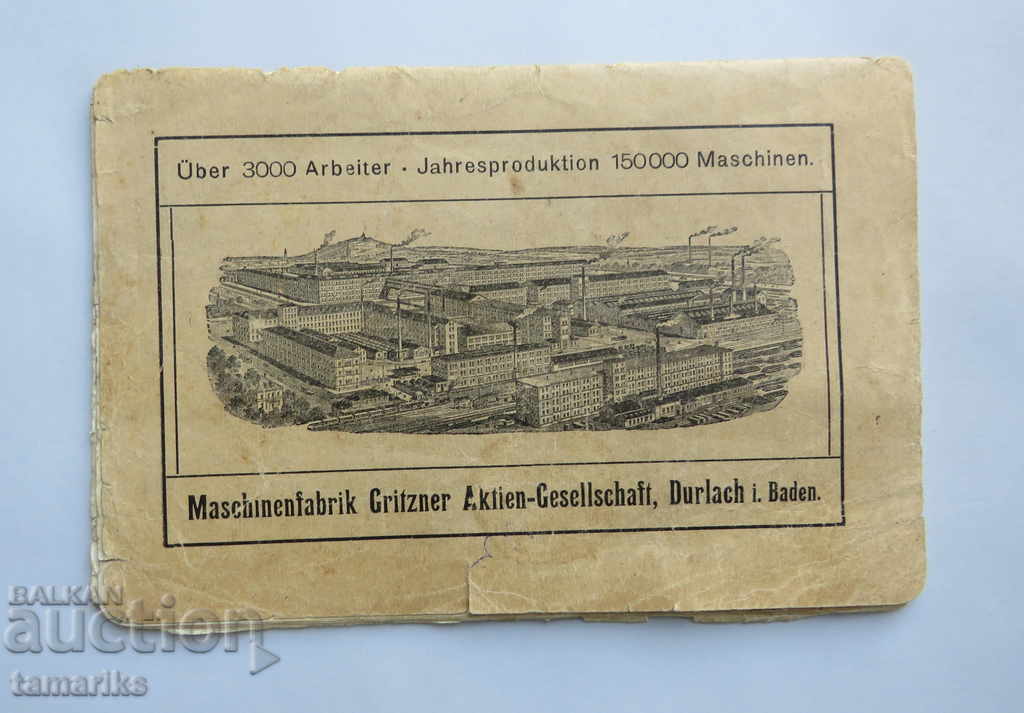 Über 3000 Arbeiter · Jahresproduktion 150000 Maschinen.
Maschinenfabrik Gritzner Aktien-Gesellschaft, Durlach i. Baden.
BALKAN
auction
tamariks